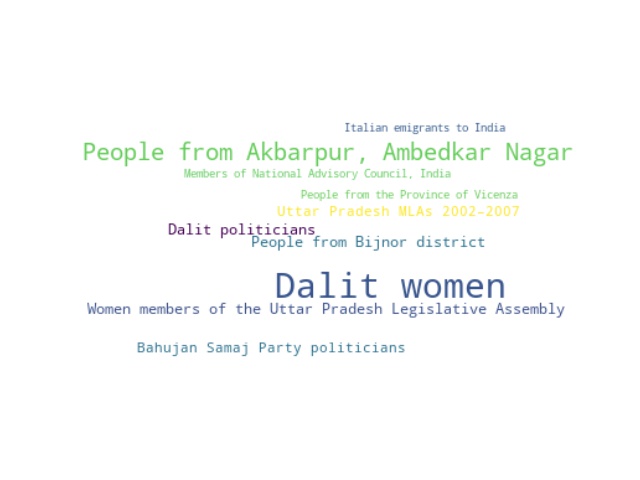 Italian emigrants to India
People from Akbarpur, Ambedkar Nagar
Members of National Advisory Council, India
People from the Province of Vicenza
Uttar Pradesh MLAs 2002–2007
Dalit politicians
People from Bijnor district
Dalit women
Women members of the Uttar Pradesh Legislative Assembly
Bahujan Samaj Party politicians